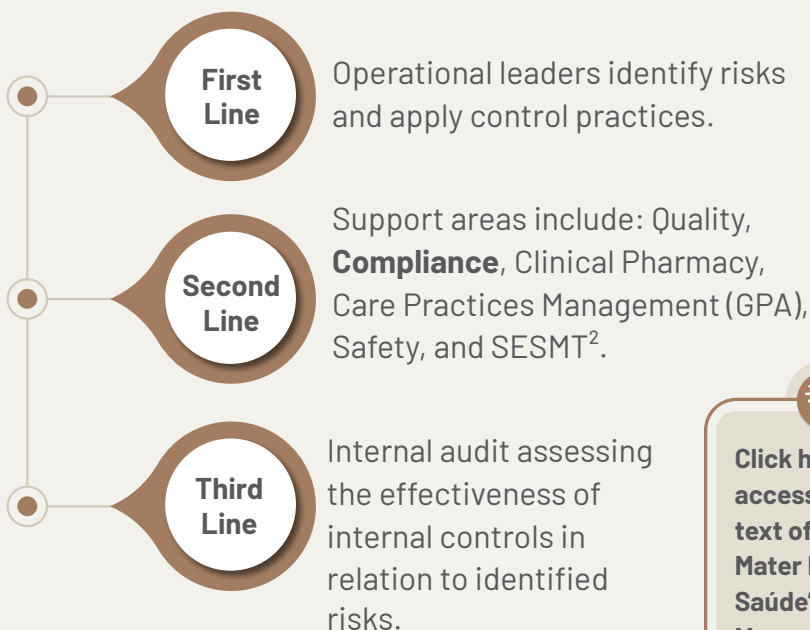 First
Line
Operational leaders identify risks
and apply control practices.
Second
Line
Support areas include: Quality,
Compliance, Clinical Pharmacy,
Care Practices Management (GPA),
Safety, and SESMT².
Third
Line
Internal audit assessing
the effectiveness of
internal controls in
relation to identified
risks.
Click
access
text of
Mater
Saúde'